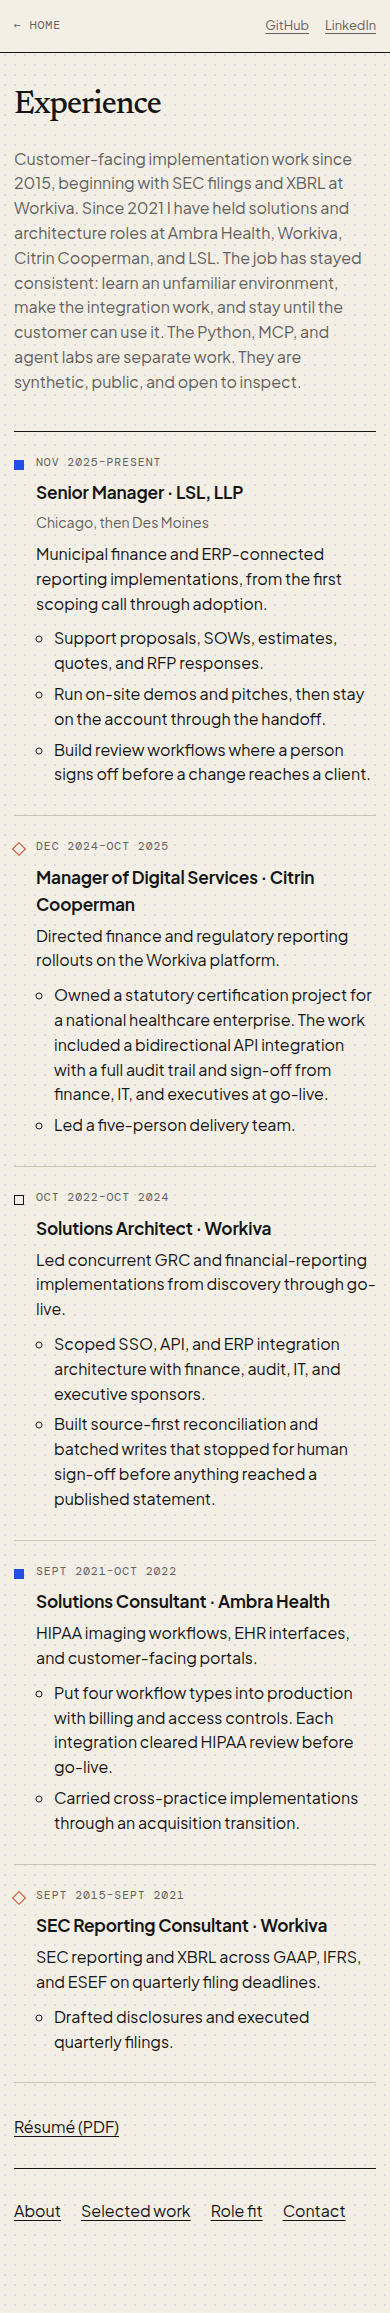 ← HOME
GitHub LinkedIn
Experience
Customer-facing implementation work since
2015, beginning with SEC filings and XBRL at
Workiva. Since 2021 I have held solutions and
architecture roles at Ambra Health, Workiva,
Citrin Cooperman, and LSL. The job has stayed
consistent: learn an unfamiliar environment,
make the integration work, and stay until the
customer can use it. The Python, MCP, and
agent labs are separate work. They are
synthetic, public, and open to inspect.
NOV 2025–PRESENT
Senior Manager · LSL, LLP
Chicago, then Des Moines
Municipal finance and ERP-connected
reporting implementations, from the first
scoping call through adoption.
Support proposals, SOWs, estimates,
quotes, and RFP responses.
Run on-site demos and pitches, then stay
on the account through the handoff.
Build review workflows where a person
signs off before a change reaches a client.
DEC 2024–OCT 2025
Manager of Digital Services · Citrin
Cooperman
Directed finance and regulatory reporting
rollouts on the Workiva platform.
Owned a statutory certification project for
a national healthcare enterprise. The work
included a bidirectional API integration
with a full audit trail and sign-off from
finance, IT, and executives at go-live.
Led a five-person delivery team.
OCT 2022–OCT 2024
Solutions Architect · Workiva
Led concurrent GRC and financial-reporting
implementations from discovery through go-
live.
Scoped SSO, API, and ERP integration
architecture with finance, audit, IT, and
executive sponsors.
Built source-first reconciliation and
batched writes that stopped for human
sign-off before anything reached a
published statement.
SEPT 2021–OCT 2022
Solutions Consultant · Ambra Health
HIPAA imaging workflows, EHR interfaces,
and customer-facing portals.
Put four workflow types into production
with billing and access controls. Each
integration cleared HIPAA review before
go-live.
Carried cross-practice implementations
through an acquisition transition.
SEPT 2015–SEPT 2021
SEC Reporting Consultant · Workiva
SEC reporting and XBRL across GAAP, IFRS,
and ESEF on quarterly filing deadlines.
Drafted disclosures and executed
quarterly filings.
Résumé (PDF)
About Selected work Role fit Contact